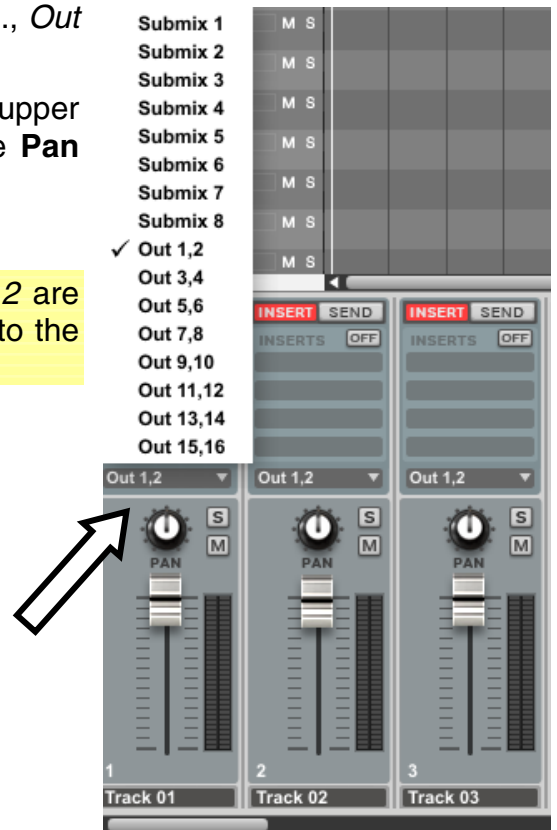 ., Out
upper
e Pan
2 are
to the
Submix 1
Submix 2
Submix 3
Submix 4
Submix 5
Submix 6
Submix 7
Submix 8
✓ Out 1,2
Out 3,4
Out 5,6
Out 7,8
Out 9,10
Out 11,12
Out 13,14
Out 15,16
M S
M S
M S
M S
M S
M S
M S
INSERT SEND INSERT SEND
INSERTS OFF INSERTS OFF
Out 1,2 Out 1,2 Out 1,2
S S S
M M M
PAN PAN PAN
1 2 3
Track 01 Track 02 Track 03